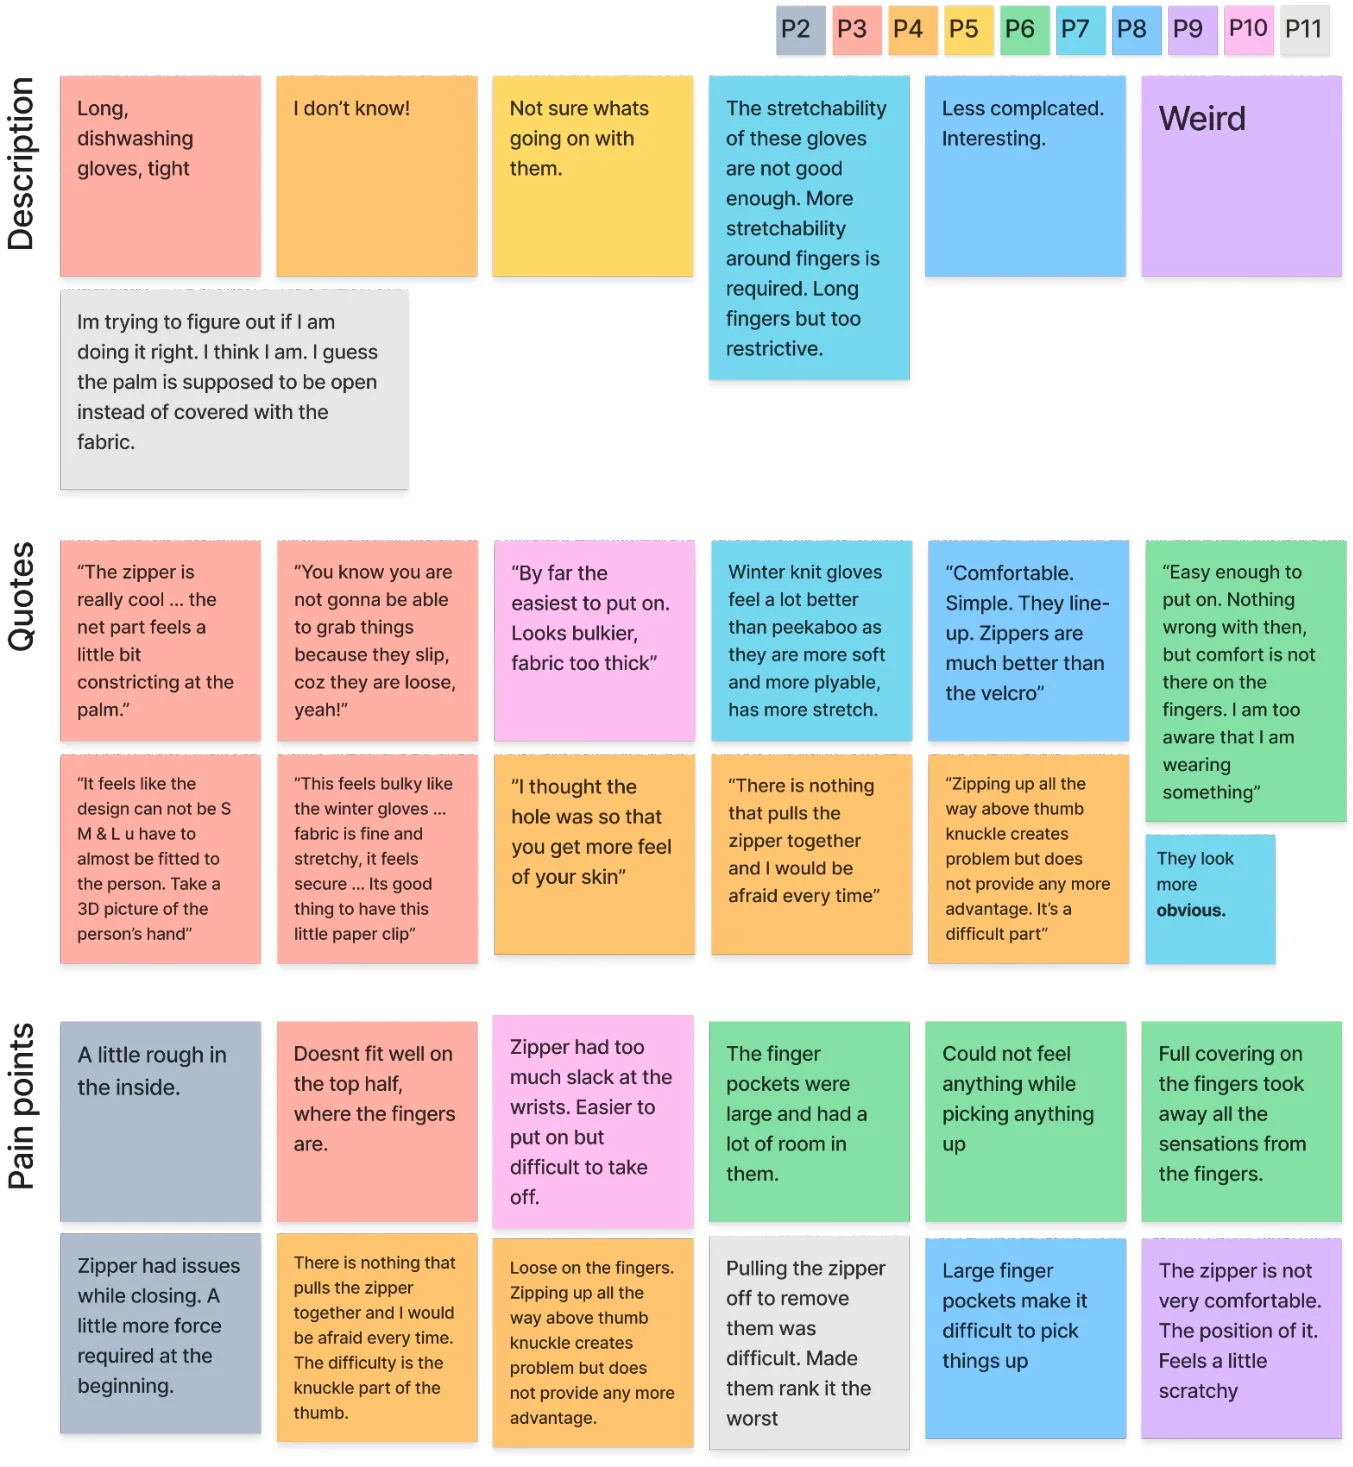 P2 P3 P4 P5 P6 P7 P8 P9 P10 P11
Description
Long,
dishwashing
gloves, tight
I don’t know!
Not sure whats
going on with
them.
The stretchability
of these gloves
are not good
enough. More
stretchability
around fingers is
required. Long
fingers but too
restrictive.
Less complcated.
Interesting.
Weird
Im trying to figure out if I am
doing it right. I think I am. I guess
the palm is supposed to be open
instead of covered with the
fabric.
Quotes
“The zipper is
really cool ... the
net part feels a
little bit
constricting at the
palm.”
”You know you are
not gonna be able
to grab things
because they slip,
coz they are loose,
yeah!”
“By far the
easiest to put on.
Looks bulkier,
fabric too thick”
Winter knit gloves
feel a lot better
than peekaboo as
they are more soft
and more plyable,
has more stretch.
“Comfortable.
Simple. They line-
up. Zippers are
much better than
the velcro”
“Easy enough to
put on. Nothing
wrong with then,
but comfort is not
there on the
fingers. I am too
aware that I am
wearing
something”
“It feels like the
design can not be S
M & L u have to
almost be fitted to
the person. Take a
3D picture of the
person’s hand”
”This feels bulky like
the winter gloves ...
fabric is fine and
stretchy, it feels
secure ... Its good
thing to have this
little paper clip”
”I thought the
hole was so that
you get more feel
of your skin”
“There is nothing
that pulls the
zipper together
and I would be
afraid every time”
“Zipping up all the
way above thumb
knuckle creates
problem but does
not provide any more
advantage. It’s a
difficult part”
They look
more
obvious.
Pain points
A little rough in
the inside.
Doesnt fit well on
the top half,
where the fingers
are.
Zipper had too
much slack at the
wrists. Easier to
put on but
difficult to take
off.
The finger
pockets were
large and had a
lot of room in
them.
Could not feel
anything while
picking anything
up
Full covering on
the fingers took
away all the
sensations from
the fingers.
Zipper had issues
while closing. A
little more force
required at the
beginning.
There is nothing that
pulls the zipper
together and I would
be afraid every time.
The difficulty is the
knuckle part of the
thumb.
Loose on the fingers.
Zipping up all the
way above thumb
knuckle creates
problem but does
not provide any more
advantage.
Pulling the zipper
off to remove
them was
difficult. Made
them rank it the
worst
Large finger
pockets make it
difficult to pick
things up
The zipper is not
very comfortable.
The position of it.
Feels a little
scratchy